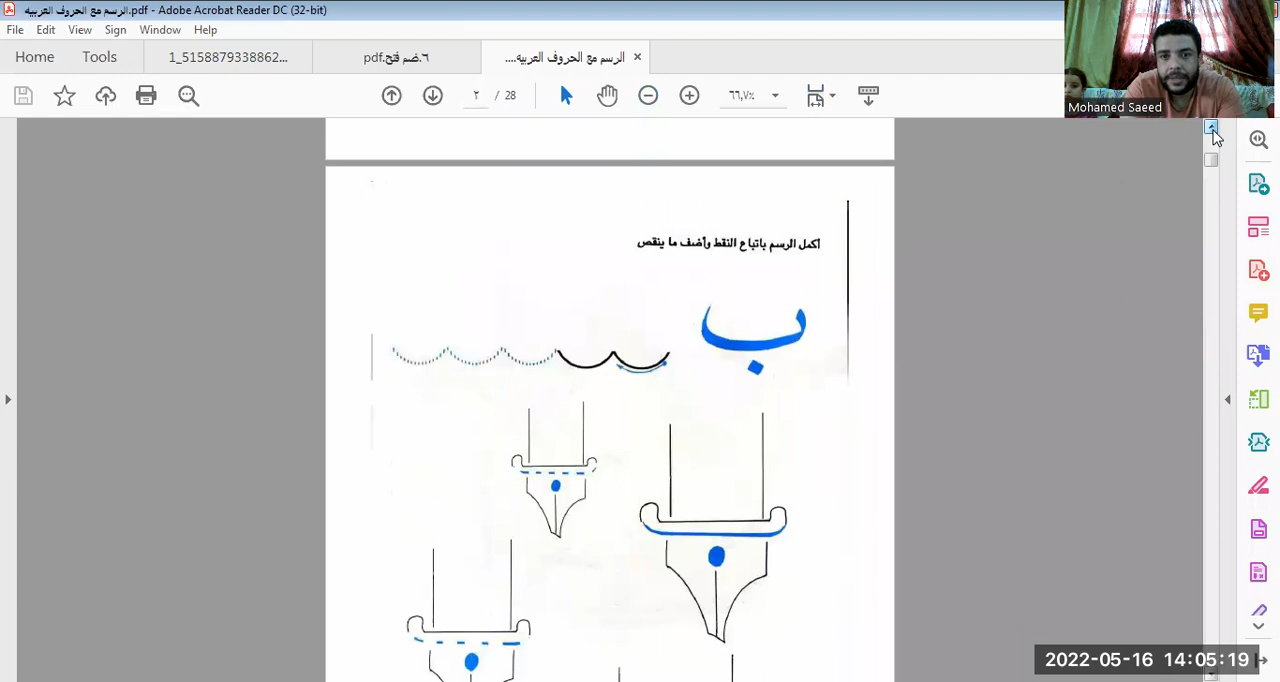 الرسم مع الحروف العربيه.pdf - Adobe Acrobat Reader DC (32-bit)
File Edit View Sign Window Help
Home Tools 1_5158879338862... ٦.ضم فتح.pdf الرسم مع الحروف العربيه.... ×
٢ / 28 ٦٦,٧٪
Mohamed Saeed
أكمل الرسم باتباع النقط وأضف ما ينقص
ب
2022-05-16 14:05:19